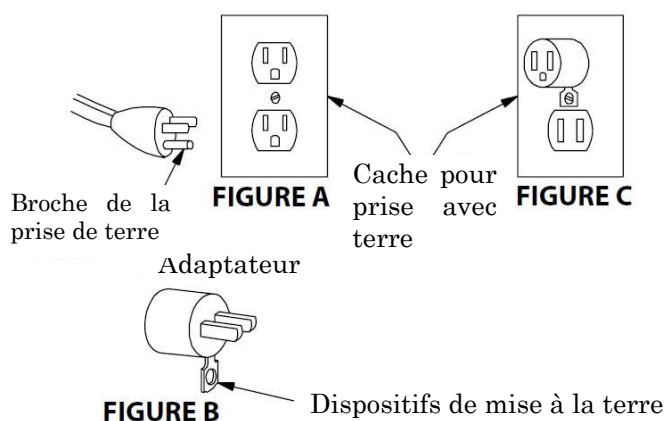 Broche de la
prise de terre
FIGURE A
Cache pour
prise avec
terre
FIGURE C
Adaptateur
FIGURE B
Dispositifs de mise à la terre